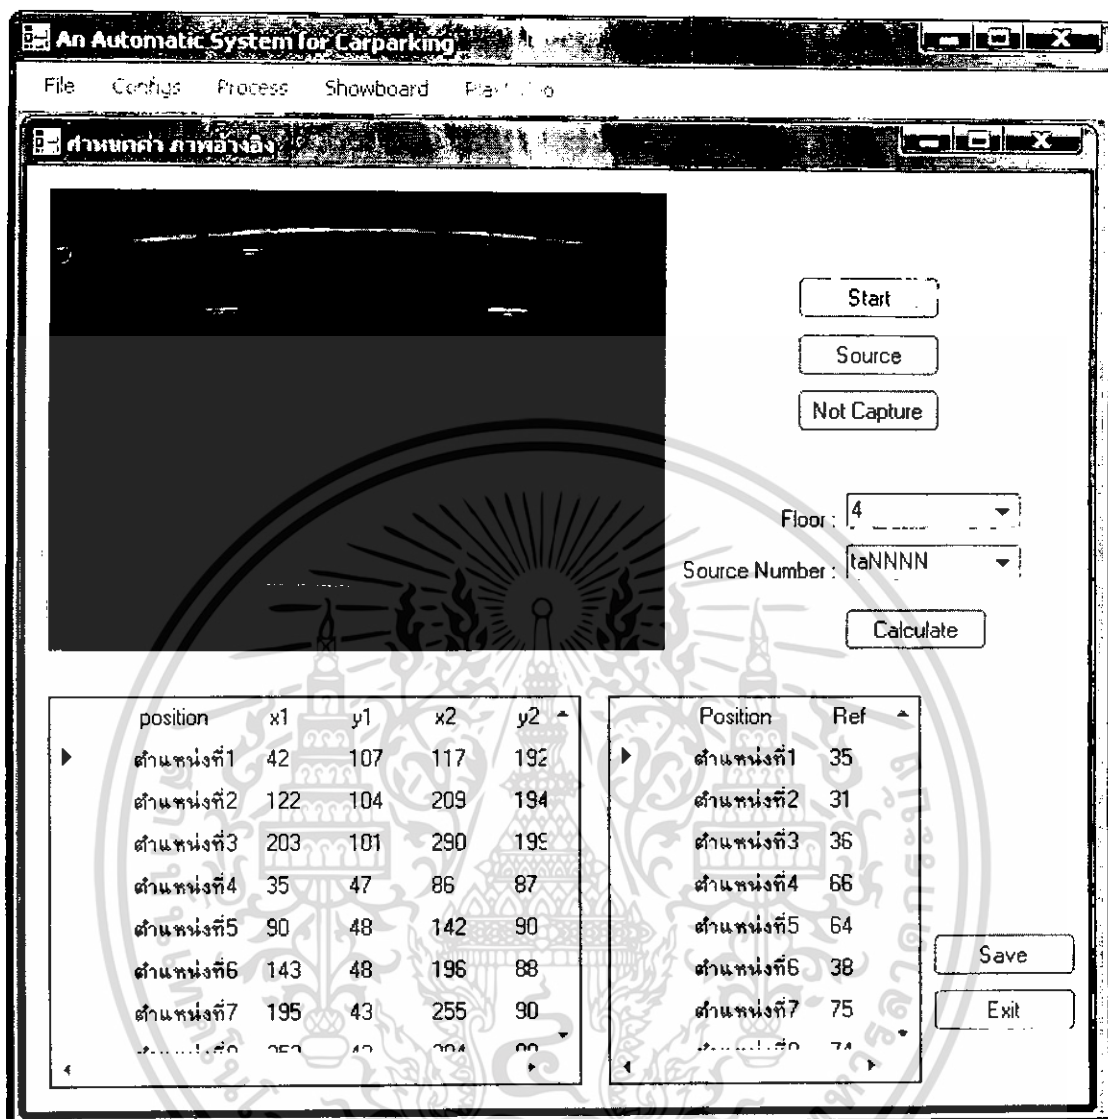 An Automatic System for Carparking
File Configs Process Showboard
กำหนดค่า ภาพอ้างอิง
Start
Source
Not Capture
Floor : 4
Source Number : taNNNN
Calculate
position x1 y1 x2 y2
ตำแหน่งที่1 42 107 117 192
ตำแหน่งที่2 122 104 209 194
ตำแหน่งที่3 203 101 290 199
ตำแหน่งที่4 35 47 86 87
ตำแหน่งที่5 90 48 142 90
ตำแหน่งที่6 143 48 196 88
ตำแหน่งที่7 195 43 255 90
Position Ref
ตำแหน่งที่1 35
ตำแหน่งที่2 31
ตำแหน่งที่3 36
ตำแหน่งที่4 66
ตำแหน่งที่5 64
ตำแหน่งที่6 38
ตำแหน่งที่7 75
Save
Exit